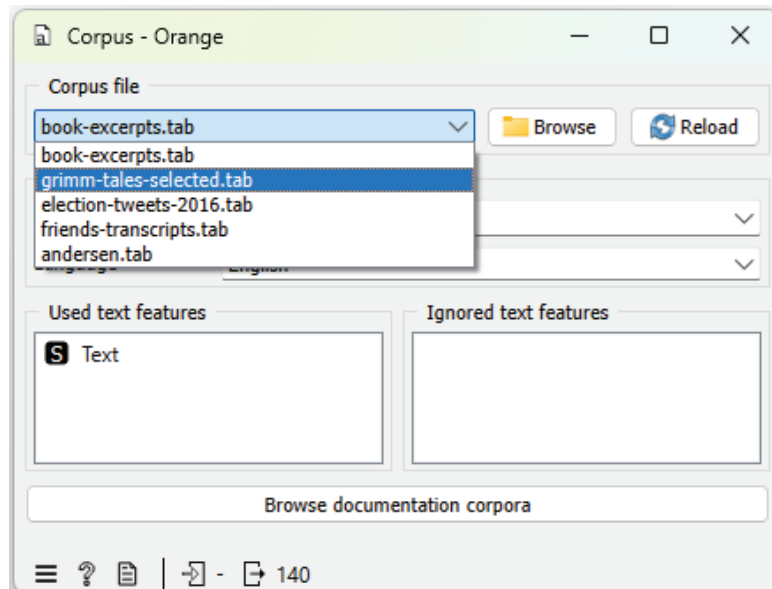 Corpus - Orange
Corpus file
book-excerpts.tab
Browse
Reload
book-excerpts.tab
grimm-tales-selected.tab
election-tweets-2016.tab
friends-transcripts.tab
andersen.tab
Used text features
Ignored text features
S Text
Browse documentation corpora
- 140